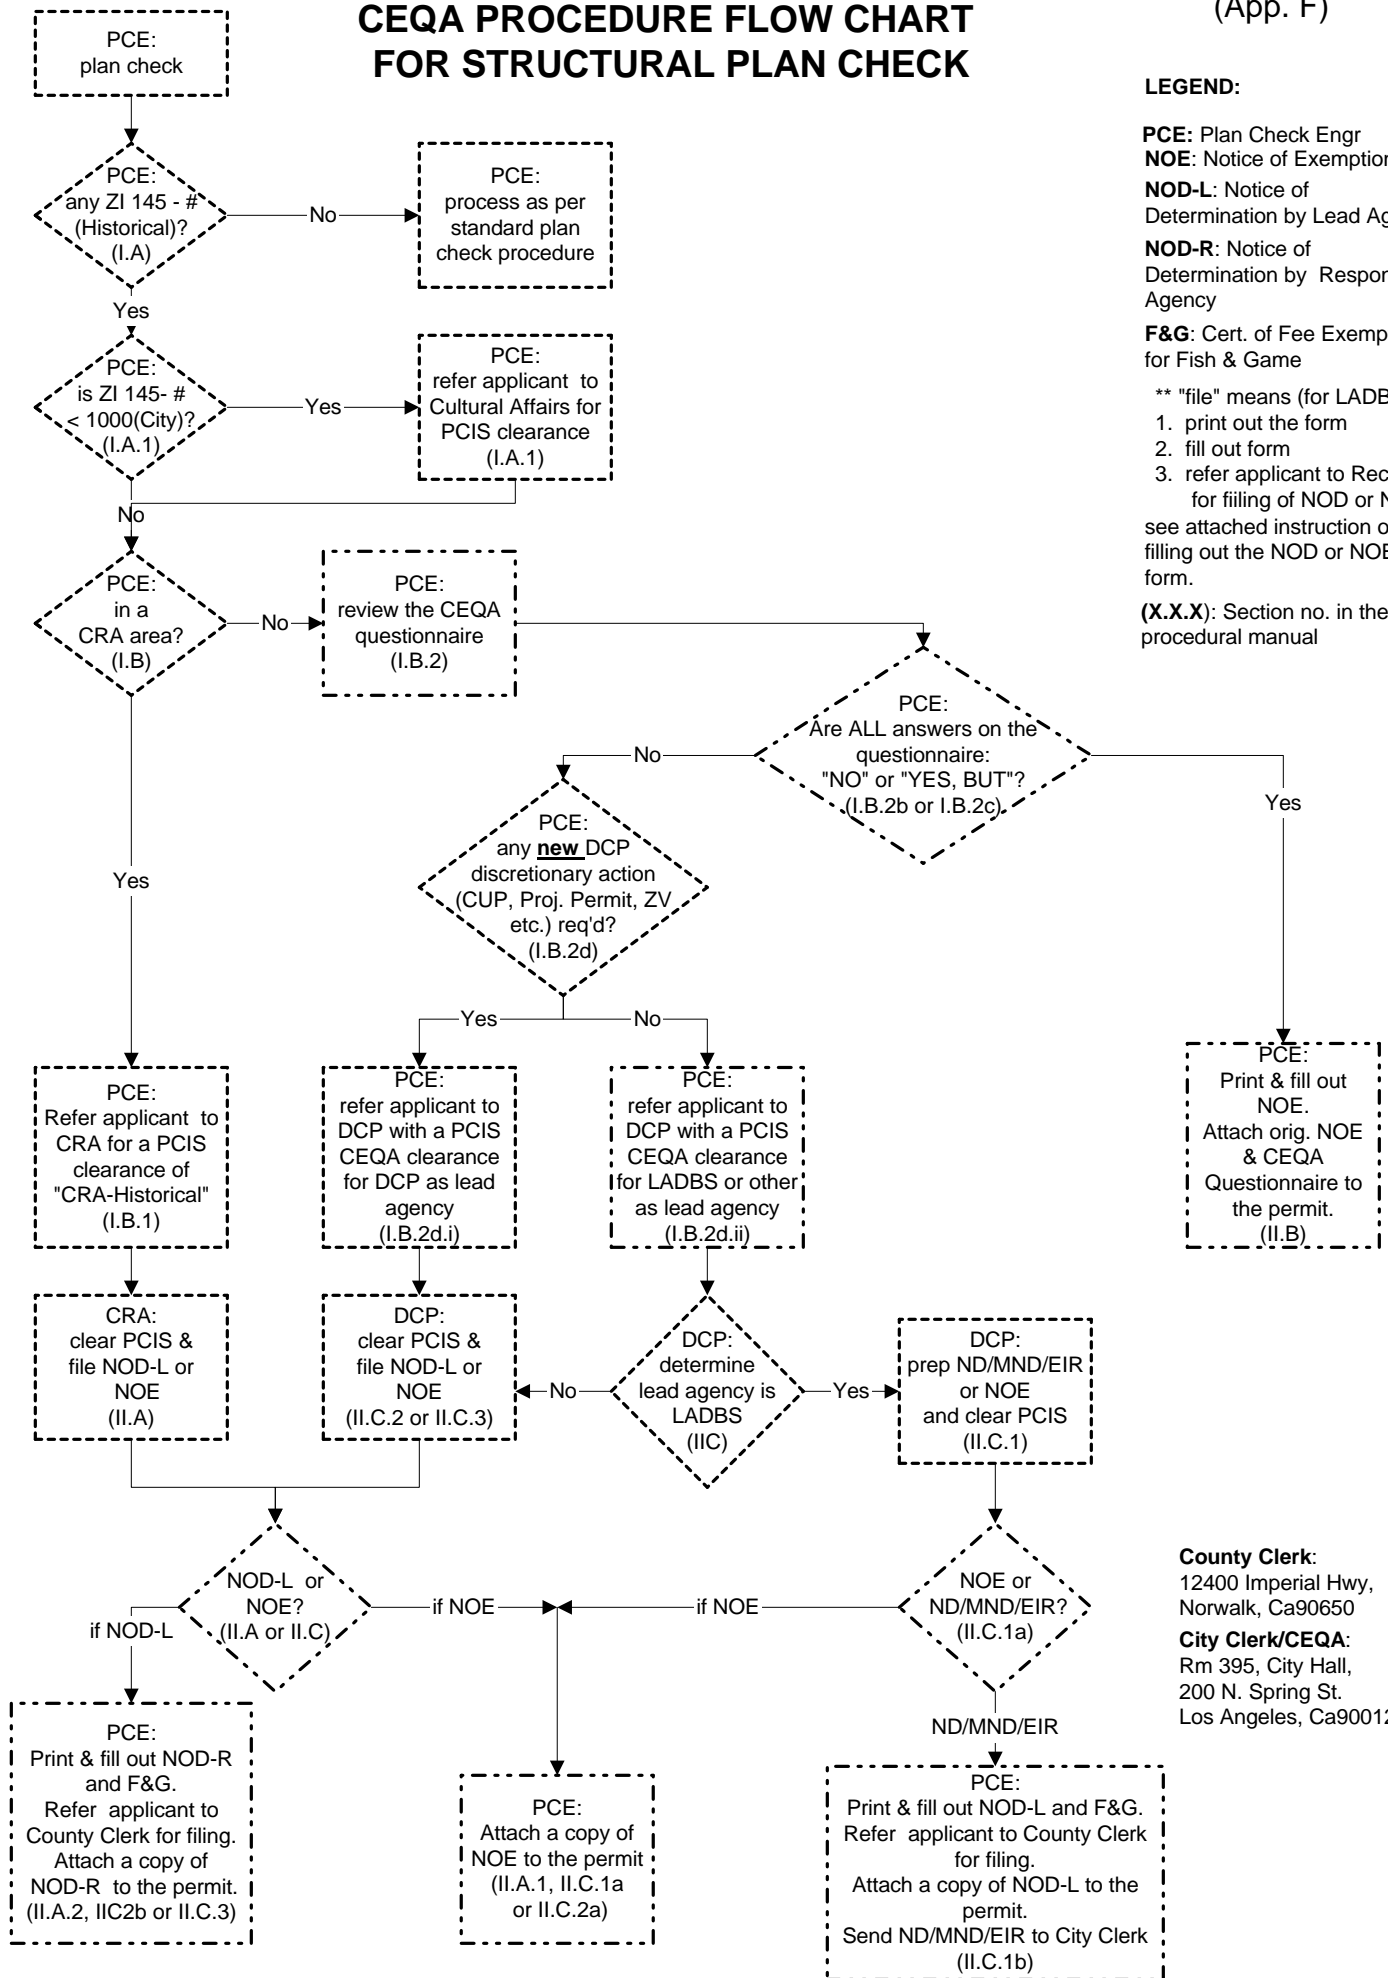 CEQA PROCEDURE FLOW CHART
FOR STRUCTURAL PLAN CHECK
(App. F)
PCE:
plan check
PCE:
any ZI 145 - #
(Historical)?
(I.A)
No
PCE:
process as per
standard plan
check procedure
Yes
PCE:
is ZI 145- #
< 1000(City)?
(I.A.1)
Yes
PCE:
refer applicant to
Cultural Affairs for
PCIS clearance
(I.A.1)
No
PCE:
in a
CRA area?
(I.B)
No
PCE:
review the CEQA
questionnaire
(I.B.2)
LEGEND:
PCE: Plan Check Engr
NOE: Notice of Exemption
NOD-L: Notice of
Determination by Lead
NOD-R: Notice of
Determination by
Agency
F&G: Cert. of Fee
for Fish & Game
** "file" means (for
1. print out the form
2. fill out form
3. refer applicant to
for fiiling of NOD or
see attached instruction
filling out the NOD or NOE
form.
(X.X.X): Section no. in the
procedural manual
PCE:
Are ALL answers on the
questionnaire:
"NO" or "YES, BUT"?
(I.B.2b or I.B.2c)
No
Yes
PCE:
any new DCP
discretionary action
(CUP, Proj. Permit, ZV
etc.) req'd?
(I.B.2d)
Yes
Yes
No
PCE:
Refer applicant to
CRA for a PCIS
clearance of
"CRA-Historical"
(I.B.1)
PCE:
refer applicant to
DCP with a PCIS
CEQA clearance
for DCP as lead
agency
(I.B.2d.i)
PCE:
refer applicant to
DCP with a PCIS
CEQA clearance
for LADBS or other
as lead agency
(I.B.2d.ii)
PCE:
Print & fill out
NOE.
Attach orig. NOE
& CEQA
Questionnaire to
the permit.
(II.B)
CRA:
clear PCIS &
file NOD-L or
NOE
(II.A)
DCP:
clear PCIS &
file NOD-L or
NOE
(II.C.2 or II.C.3)
No
DCP:
determine
lead agency is
LADBS
(IIC)
Yes
DCP:
prep ND/MND/EIR
or NOE
and clear PCIS
(II.C.1)
NOD-L or
NOE?
(II.A or II.C)
if NOD-L
if NOE
if NOE
NOE or
ND/MND/EIR?
(II.C.1a)
ND/MND/EIR
County Clerk:
12400 Imperial Hwy,
Norwalk, Ca90650
City Clerk/CEQA:
Rm 395, City Hall,
200 N. Spring St.
Los Angeles, Ca90012
PCE:
Print & fill out NOD-R
and F&G.
Refer applicant to
County Clerk for filing.
Attach a copy of
NOD-R to the permit.
(II.A.2, IIC2b or II.C.3)
PCE:
Attach a copy of
NOE to the permit
(II.A.1, II.C.1a
or II.C.2a)
PCE:
Print & fill out NOD-L and F&G.
Refer applicant to County Clerk
for filing.
Attach a copy of NOD-L to the
permit.
Send ND/MND/EIR to City Clerk
(II.C.1b)